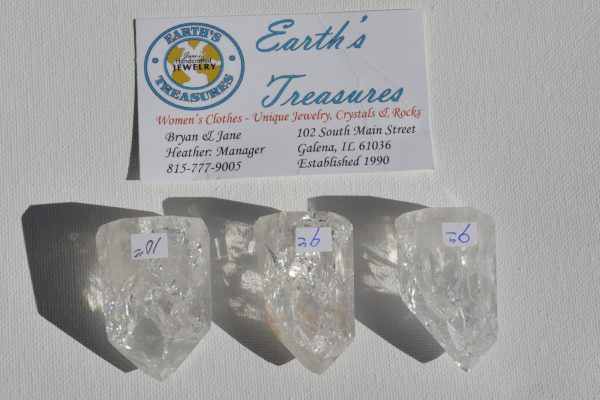 EARTH'S
Jane's
Handcrafted
JEWELRY
TREASURES
Earth's
Treasures
Women's Clothes - Unique Jewelry, Crystals & Rocks
Bryan & Jane
Heather: Manager
815-777-9005
102 South Main Street
Galena, IL 61036
Established 1990